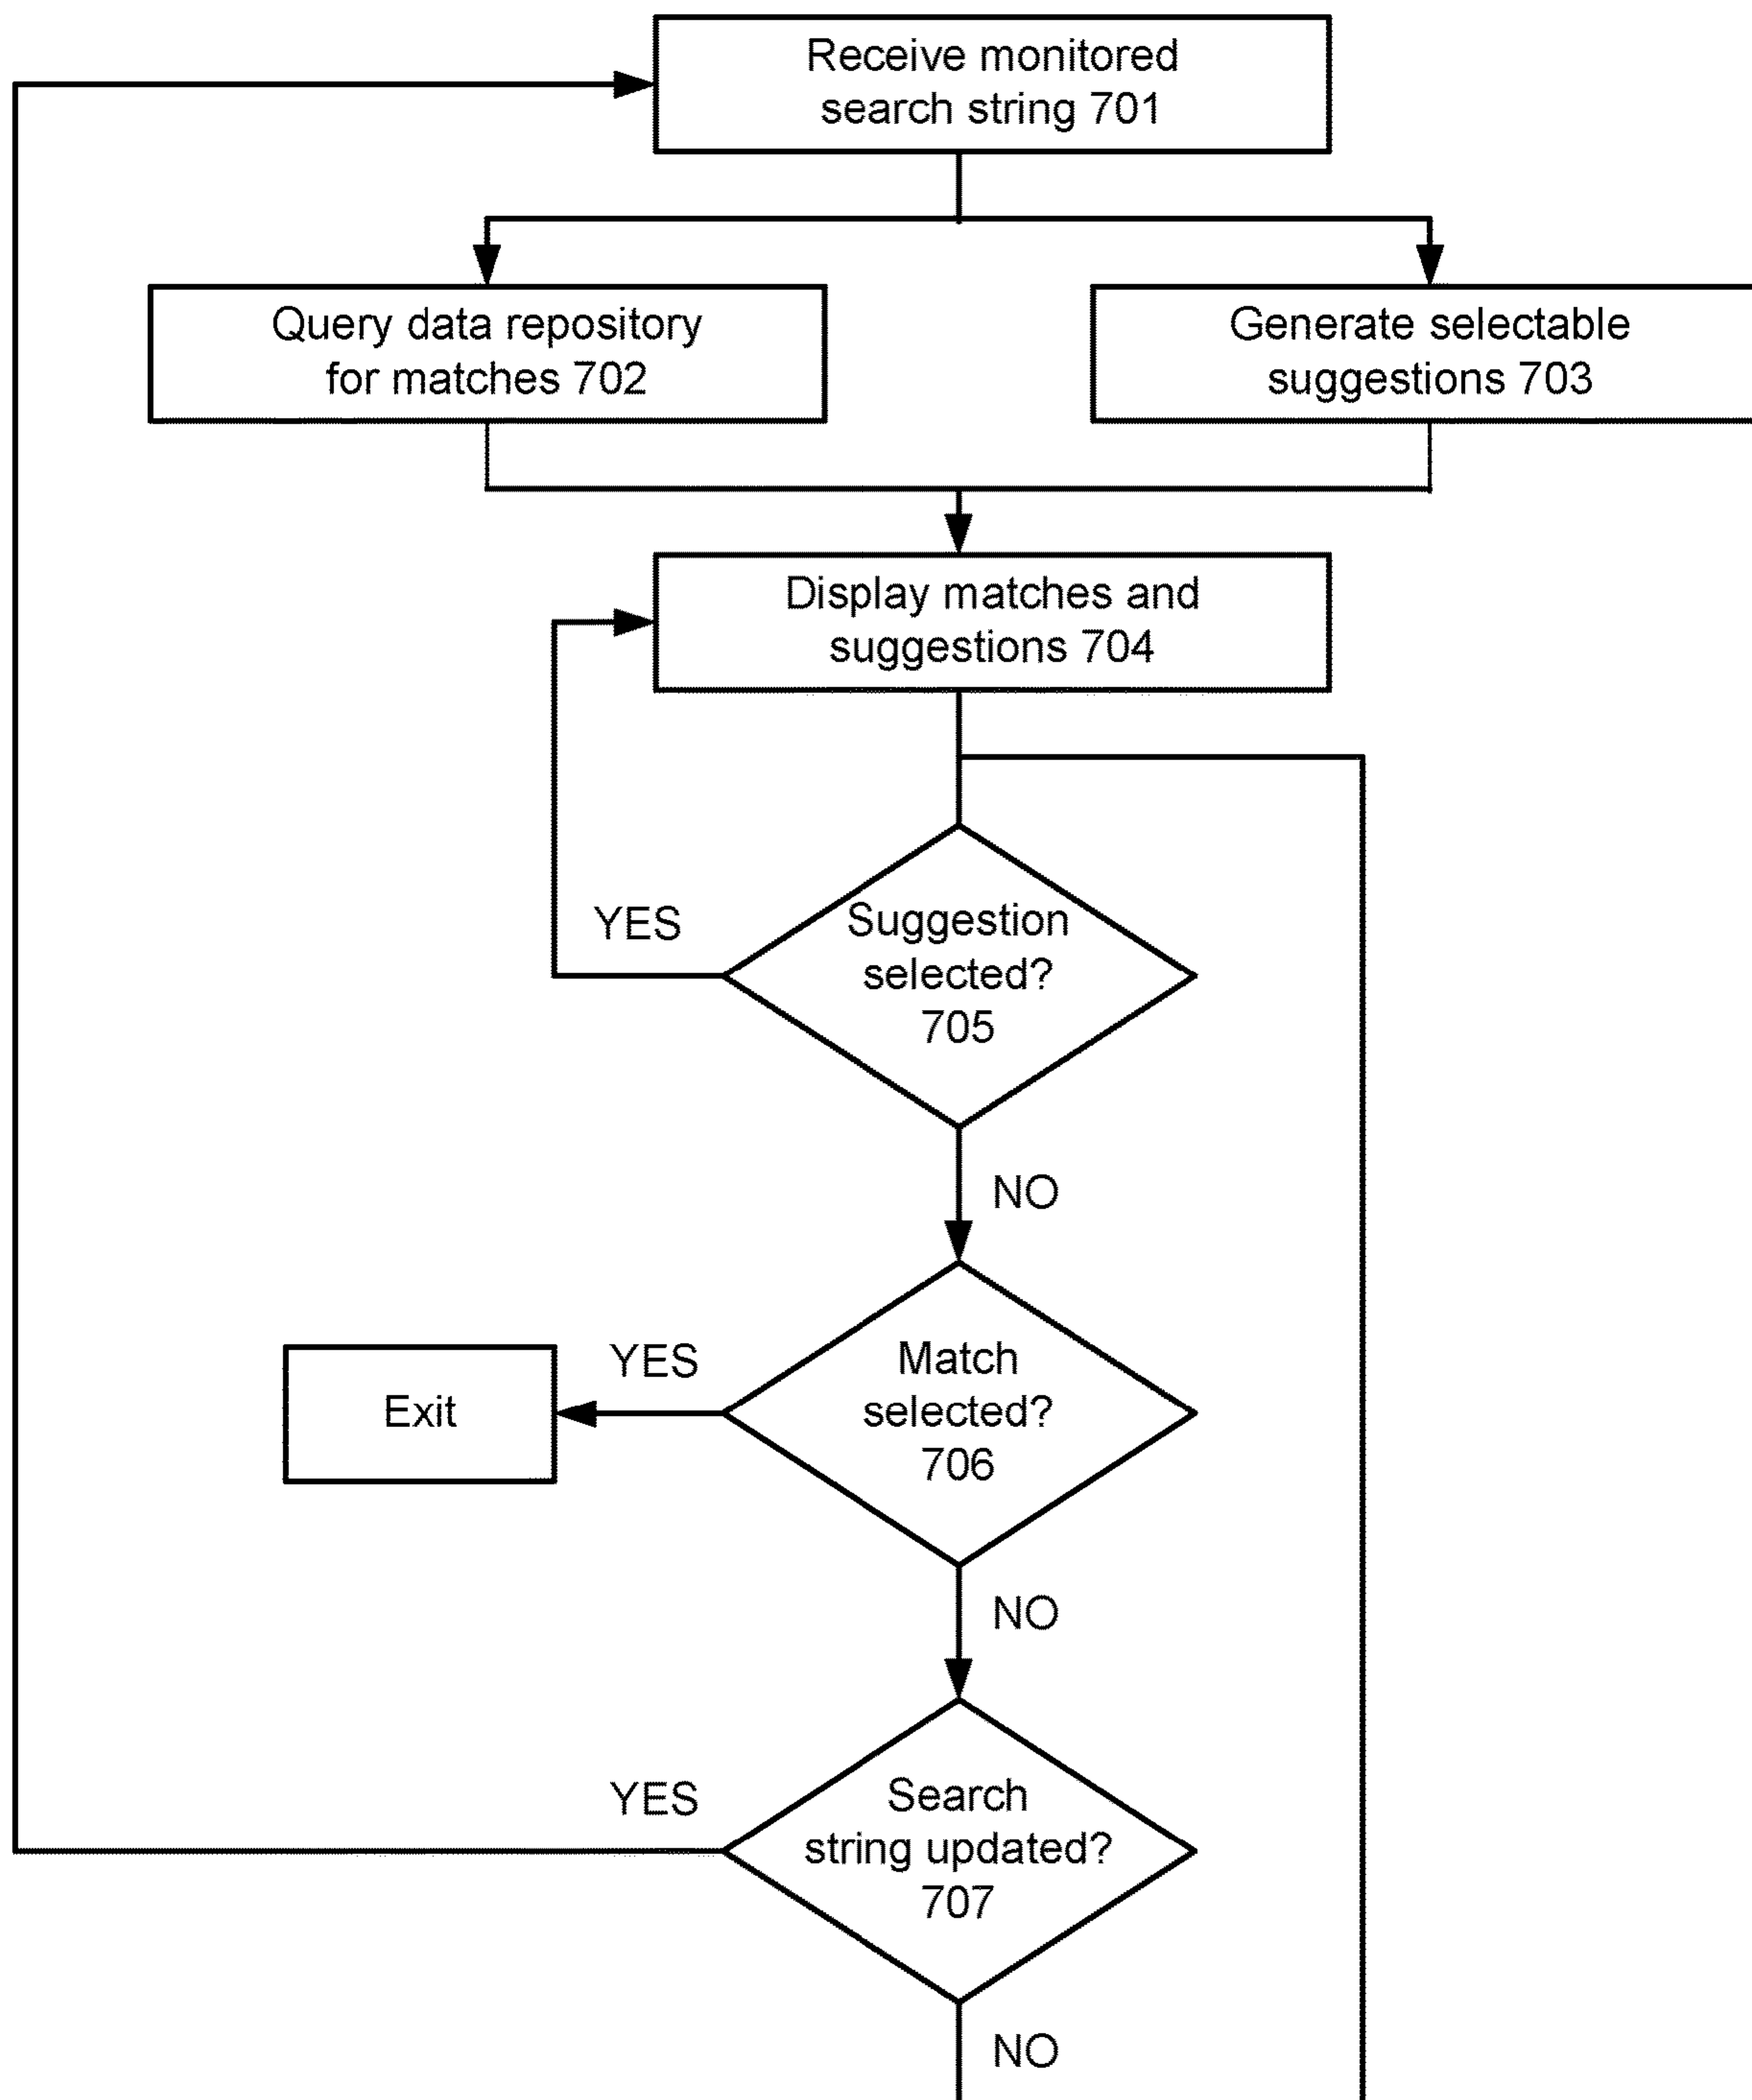 Receive monitored
search string 701
Query data repository
for matches 702
Generate selectable
suggestions 703
Display matches and
suggestions 704
YES
Suggestion
selected?
705
NO
Exit
YES
Match
selected?
706
NO
YES
Search
string updated?
707
NO